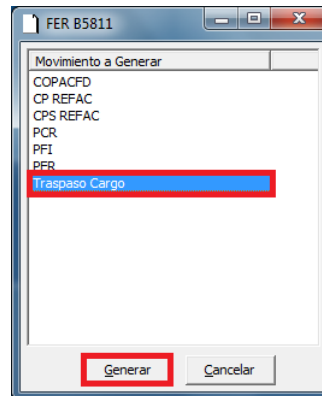 FER B5811
Movimiento a Generar
COPACFD
CP REFAC
CPS REFAC
PCR
PFI
PFR
Traspaso Cargo
Generar
Cancelar